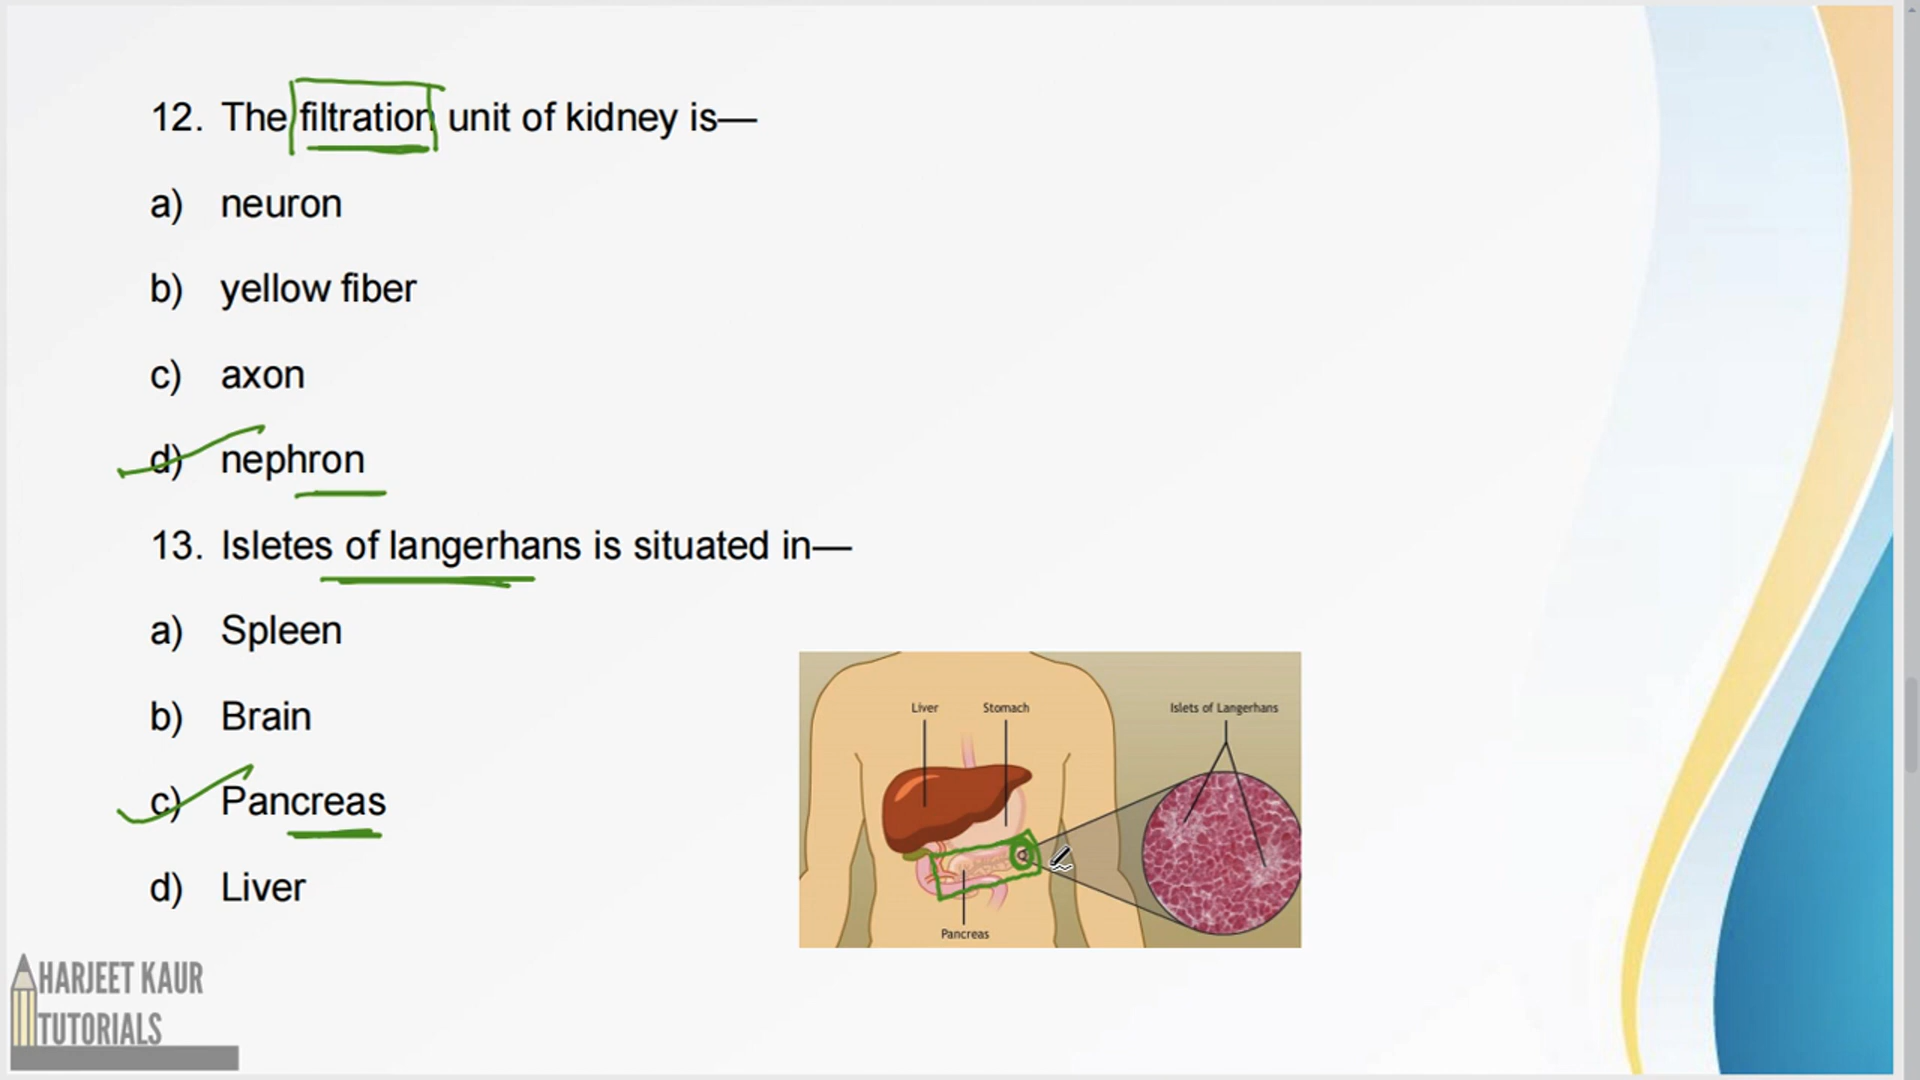 12. The filtration unit of kidney is—
a) neuron
b) yellow fiber
c) axon
d) nephron
13. Isletes of langerhans is situated in—
a) Spleen
b) Brain
c) Pancreas
d) Liver
Liver Stomach Islets of Langerhans
Pancreas
HARJEET KAUR
TUTORIALS